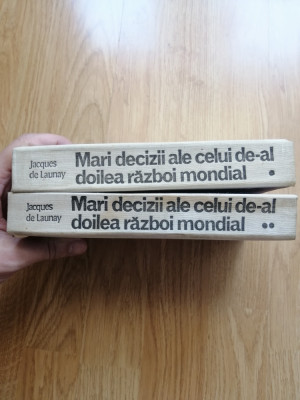 Jacques
de Launay
Mari decizii ale celui de-al
doilea război mondial •
Jacques
de Launay
Mari decizii ale celui de-al
doilea război mondial ••